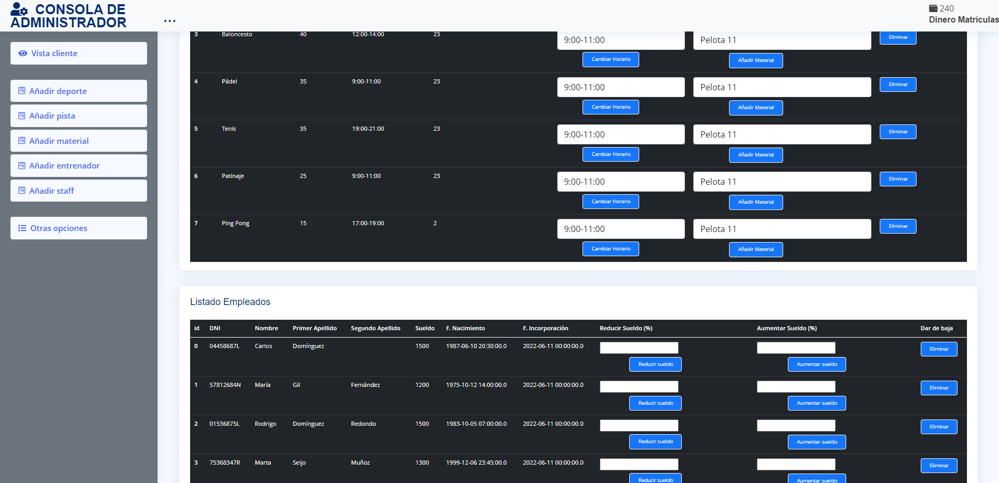 CONSOLA DE
ADMINISTRADOR
...
240
Dinero Matrículas
Vista cliente
Añadir deporte
Añadir pista
Añadir material
Añadir entrenador
Añadir staff
Otras opciones
3 Baloncesto 40 12:00-14:00 23 9:00-11:00 Pelota 11 Eliminar
Cambiar Horario Añadir Material
4 Pádel 35 9:00-11:00 23 9:00-11:00 Pelota 11 Eliminar
Cambiar Horario Añadir Material
5 Tenis 35 19:00-21:00 23 9:00-11:00 Pelota 11 Eliminar
Cambiar Horario Añadir Material
6 Patinaje 25 9:00-11:00 23 9:00-11:00 Pelota 11 Eliminar
Cambiar Horario Añadir Material
7 Ping Pong 15 17:00-19:00 2 9:00-11:00 Pelota 11 Eliminar
Cambiar Horario Añadir Material
Listado Empleados
id DNI Nombre Primer Apellido Segundo Apellido Sueldo F. Nacimiento F. Incorporación Reducir Sueldo (%) Aumentar Sueldo (%) Dar de baja
0 04458687L Carlos Domínguez 1500 1987-06-10 20:30:00.0 2022-06-11 00:00:00.0 Eliminar
Reducir sueldo Aumentar sueldo
1 57812684N María Gil Fernández 1200 1975-10-12 14:00:00.0 2022-06-11 00:00:00.0 Eliminar
Reducir sueldo Aumentar sueldo
2 01536875L Rodrigo Domínguez Redondo 1500 1983-10-05 07:00:00.0 2022-06-11 00:00:00.0 Eliminar
Reducir sueldo Aumentar sueldo
3 75368347R Marta Seijo Muñoz 1300 1999-12-06 23:45:00.0 2022-06-11 00:00:00.0 Eliminar
Reducir sueldo Aumentar sueldo